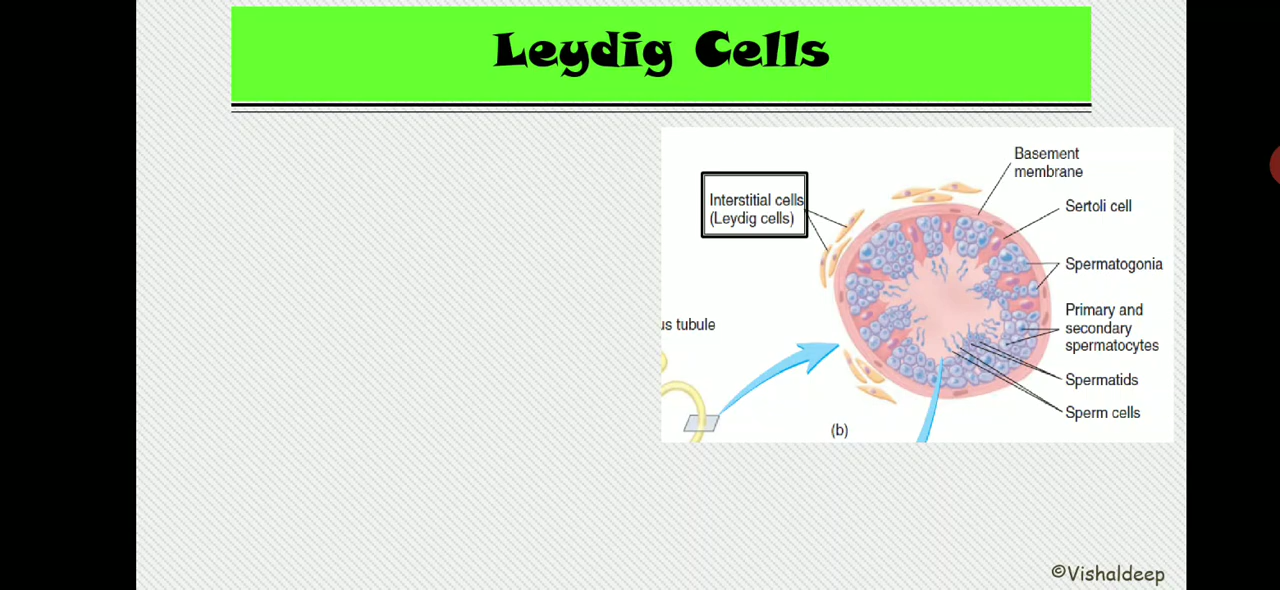 Leydig Cells
Basement
membrane
Interstitial cells
(Leydig cells)
Sertoli cell
Spermatogonia
Primary and
secondary
spermatocytes
us tubule
Spermatids
Sperm cells
(b)
©Vishaldeep